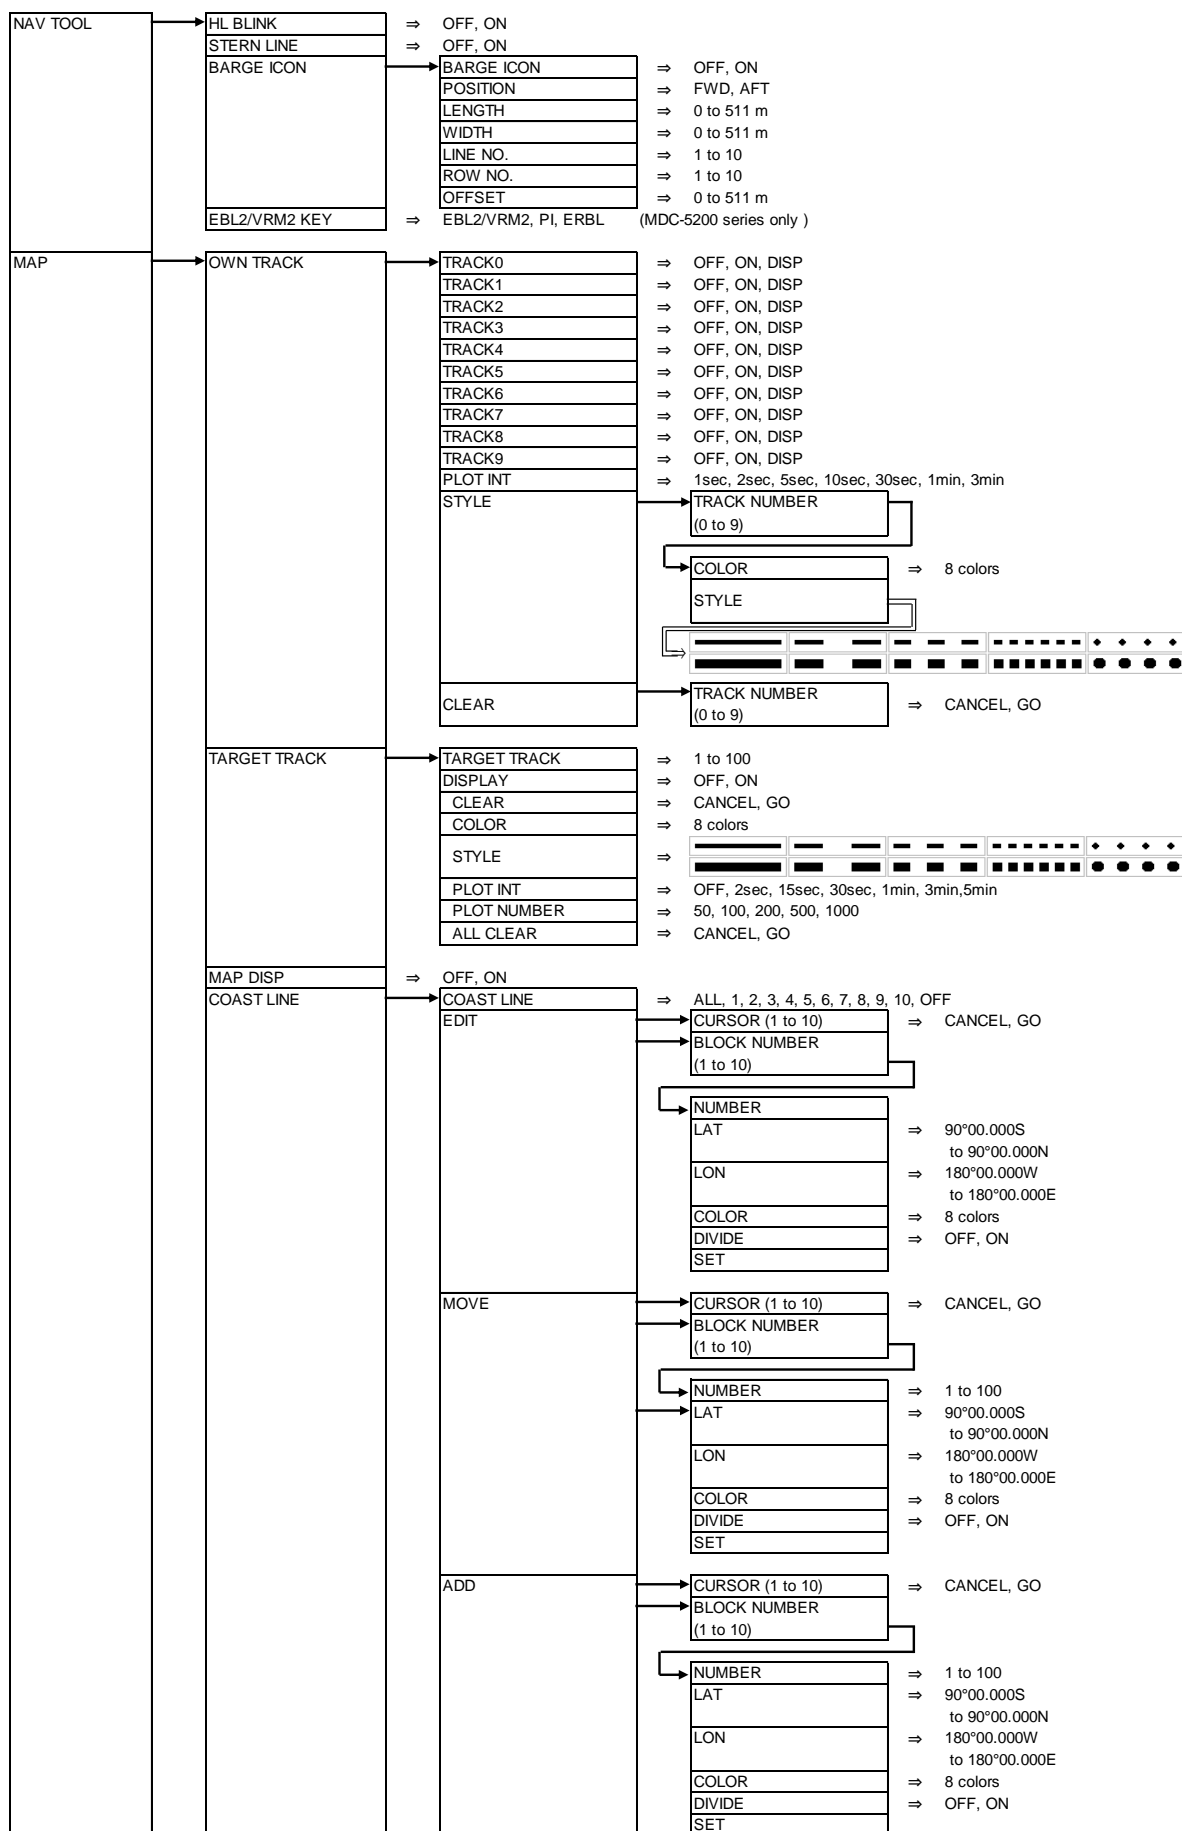 NAV TOOL HL BLINK ⇒ OFF, ON
STERN LINE ⇒ OFF, ON
BARGE ICON BARGE ICON ⇒ OFF, ON
POSITION ⇒ FWD, AFT
LENGTH ⇒ 0 to 511 m
WIDTH ⇒ 0 to 511 m
LINE NO. ⇒ 1 to 10
ROW NO. ⇒ 1 to 10
OFFSET ⇒ 0 to 511 m
EBL2/VRM2 KEY ⇒ EBL2/VRM2, PI, ERBL (MDC-5200 series only )
MAP OWN TRACK TRACK0 ⇒ OFF, ON, DISP
TRACK1 ⇒ OFF, ON, DISP
TRACK2 ⇒ OFF, ON, DISP
TRACK3 ⇒ OFF, ON, DISP
TRACK4 ⇒ OFF, ON, DISP
TRACK5 ⇒ OFF, ON, DISP
TRACK6 ⇒ OFF, ON, DISP
TRACK7 ⇒ OFF, ON, DISP
TRACK8 ⇒ OFF, ON, DISP
TRACK9 ⇒ OFF, ON, DISP
PLOT INT ⇒ 1sec, 2sec, 5sec, 10sec, 30sec, 1min, 3min
STYLE TRACK NUMBER
(0 to 9)
COLOR ⇒ 8 colors
STYLE
TRACK NUMBER
CLEAR ⇒ CANCEL, GO
(0 to 9)
TARGET TRACK TARGET TRACK ⇒ 1 to 100
DISPLAY ⇒ OFF, ON
CLEAR ⇒ CANCEL, GO
COLOR ⇒ 8 colors
STYLE ⇒
PLOT INT ⇒ OFF, 2sec, 15sec, 30sec, 1min, 3min,5min
PLOT NUMBER ⇒ 50, 100, 200, 500, 1000
ALL CLEAR ⇒ CANCEL, GO
MAP DISP ⇒ OFF, ON
COAST LINE COAST LINE ⇒ ALL, 1, 2, 3, 4, 5, 6, 7, 8, 9, 10, OFF
EDIT CURSOR (1 to 10) ⇒ CANCEL, GO
BLOCK NUMBER
(1 to 10)
NUMBER
LAT ⇒ 90°00.000S
to 90°00.000N
LON ⇒ 180°00.000W
to 180°00.000E
COLOR ⇒ 8 colors
DIVIDE ⇒ OFF, ON
SET
MOVE CURSOR (1 to 10) ⇒ CANCEL, GO
BLOCK NUMBER
(1 to 10)
NUMBER ⇒ 1 to 100
LAT ⇒ 90°00.000S
to 90°00.000N
LON ⇒ 180°00.000W
to 180°00.000E
COLOR ⇒ 8 colors
DIVIDE ⇒ OFF, ON
SET
ADD CURSOR (1 to 10) ⇒ CANCEL, GO
BLOCK NUMBER
(1 to 10)
NUMBER ⇒ 1 to 100
LAT ⇒ 90°00.000S
to 90°00.000N
LON ⇒ 180°00.000W
to 180°00.000E
COLOR ⇒ 8 colors
DIVIDE ⇒ OFF, ON
SET